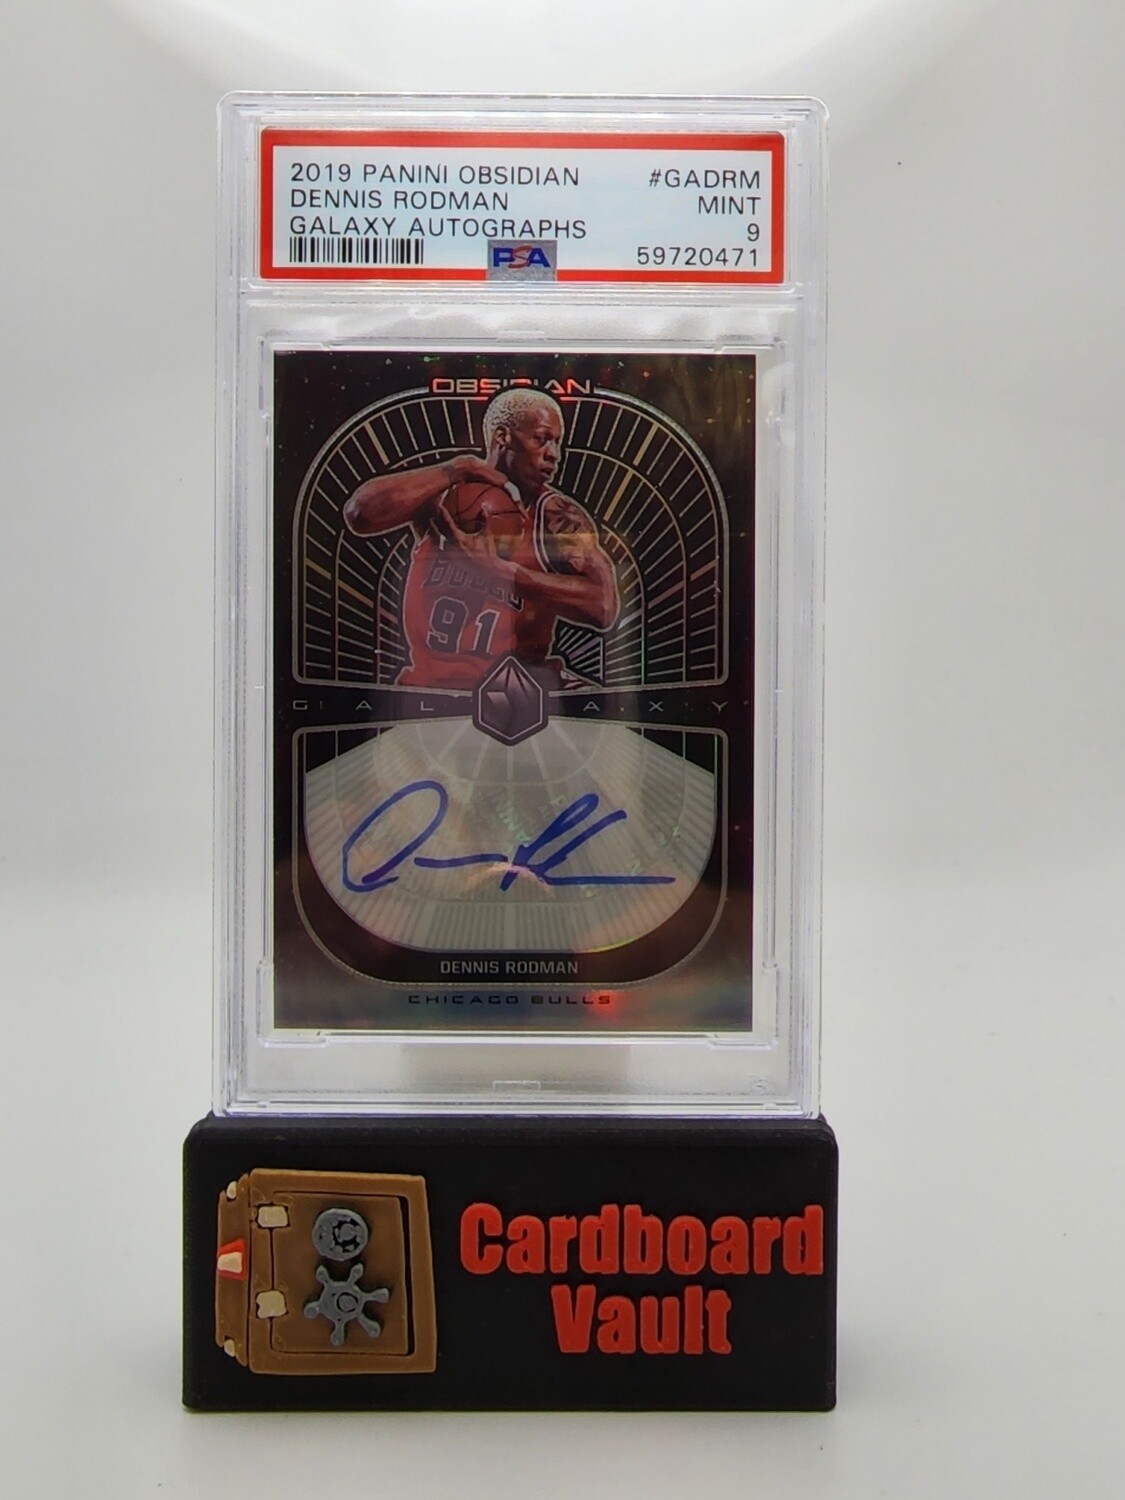 2019 PANINI OBSIDIAN #GADRM
DENNIS RODMAN MINT
GALAXY AUTOGRAPHS 9
PSA 59720471
OBSIDIAN
BULLS
91
GALAXY
DENNIS RODMAN
CHICAGO BULLS
Cardboard
Vault